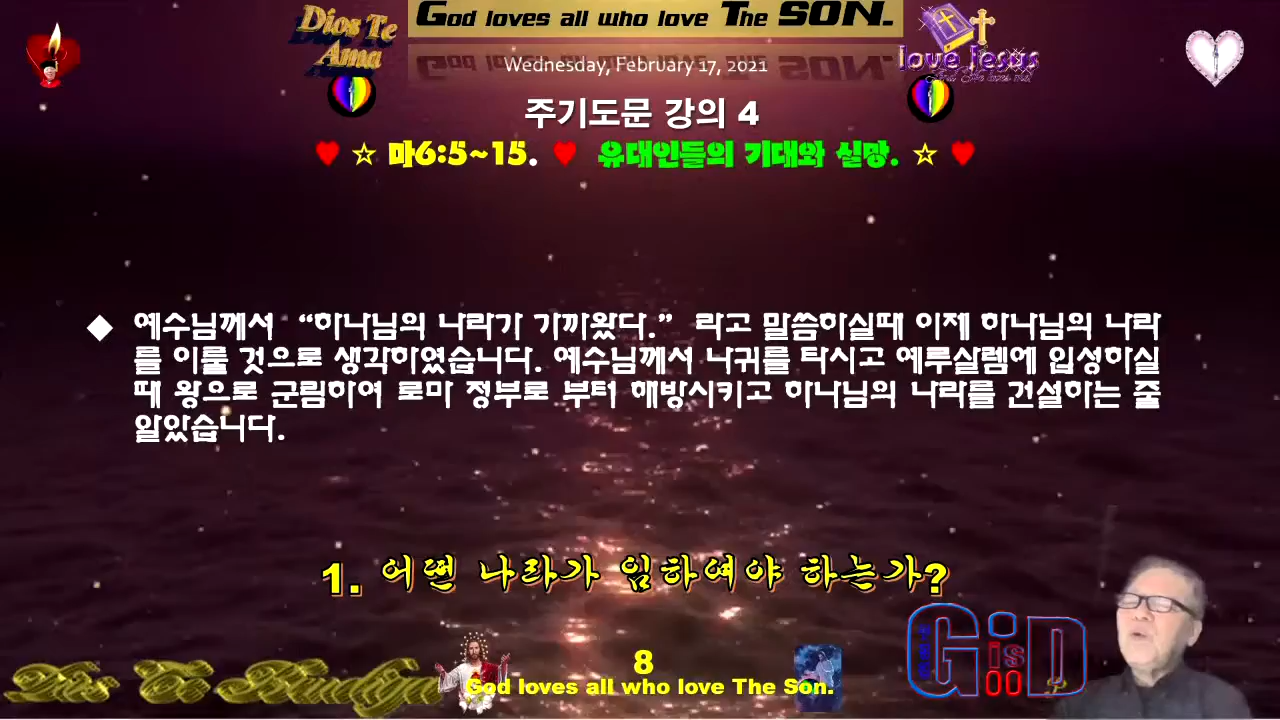 Dios Te
Ama
God loves all who love The SON.
love Jesus
And He loves me!
Wednesday, February 17, 2021
주기도문 강의 4
♥ ☆ 마6:5~15. ♥ 유대인들의 기대와 실망. ☆ ♥
◆ 예수님께서 “하나님의 나라가 가까왔다.” 라고 말씀하실때 이제 하나님의 나라
를 이룰 것으로 생각하였습니다. 예수님께서 나귀를 타시고 예루살렘에 입성하실
때 왕으로 군림하여 로마 정부로 부터 해방시키고 하나님의 나라를 건설하는 줄
알았습니다.
1. 어떤 나라가 임하여야 하는가?
8
God loves all who love The Son.